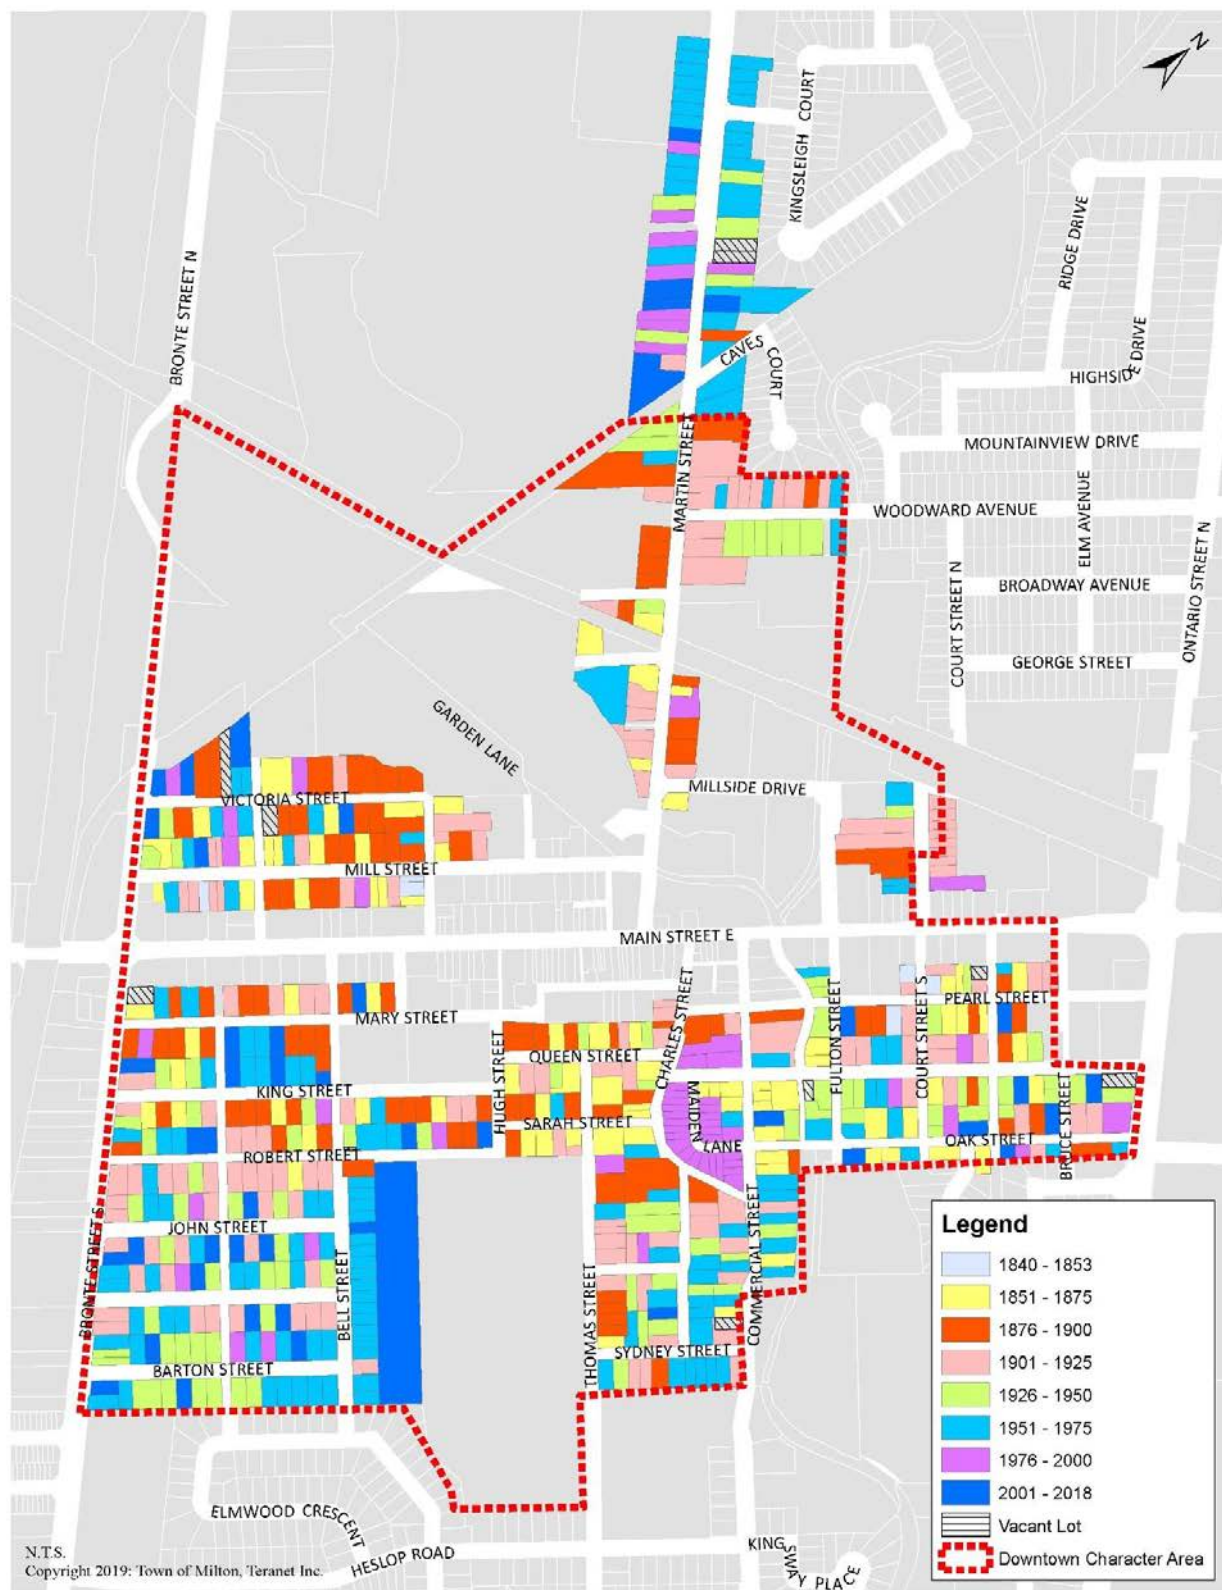 N
KINGSLEIGH COURT
RIDGE DRIVE
BRONTE STREET N
CAVES
COURT
HIGHSIDE DRIVE
MARTIN STREET
MOUNTAINVIEW DRIVE
WOODWARD AVENUE
ELM AVENUE
COURT STREET N
BROADWAY AVENUE
ONTARIO STREET N
GEORGE STREET
GARDEN LANE
VICTORIA STREET
MILLSIDE DRIVE
MILL STREET
MAIN STREET E
CHARLES STREET
FULTON STREET
COURT STREET S
PEARL STREET
MARY STREET
HUGH STREET
QUEEN STREET
KING STREET
MAIDEN
LANE
SARAH STREET
BRUCE STREET
OAK STREET
ROBERT STREET
BRONTE STREET S
JOHN STREET
BELL STREET
THOMAS STREET
COMMERCIAL STREET
SYDNEY STREET
BARTON STREET
ELMWOOD CRESCENT
HESLOP ROAD
KING
SWAY PLACE
Legend
1840 - 1853
1851 - 1875
1876 - 1900
1901 - 1925
1926 - 1950
1951 - 1975
1976 - 2000
2001 - 2018
Vacant Lot
Downtown Character Area
N.T.S.
Copyright 2019: Town of Milton, Teranet Inc.